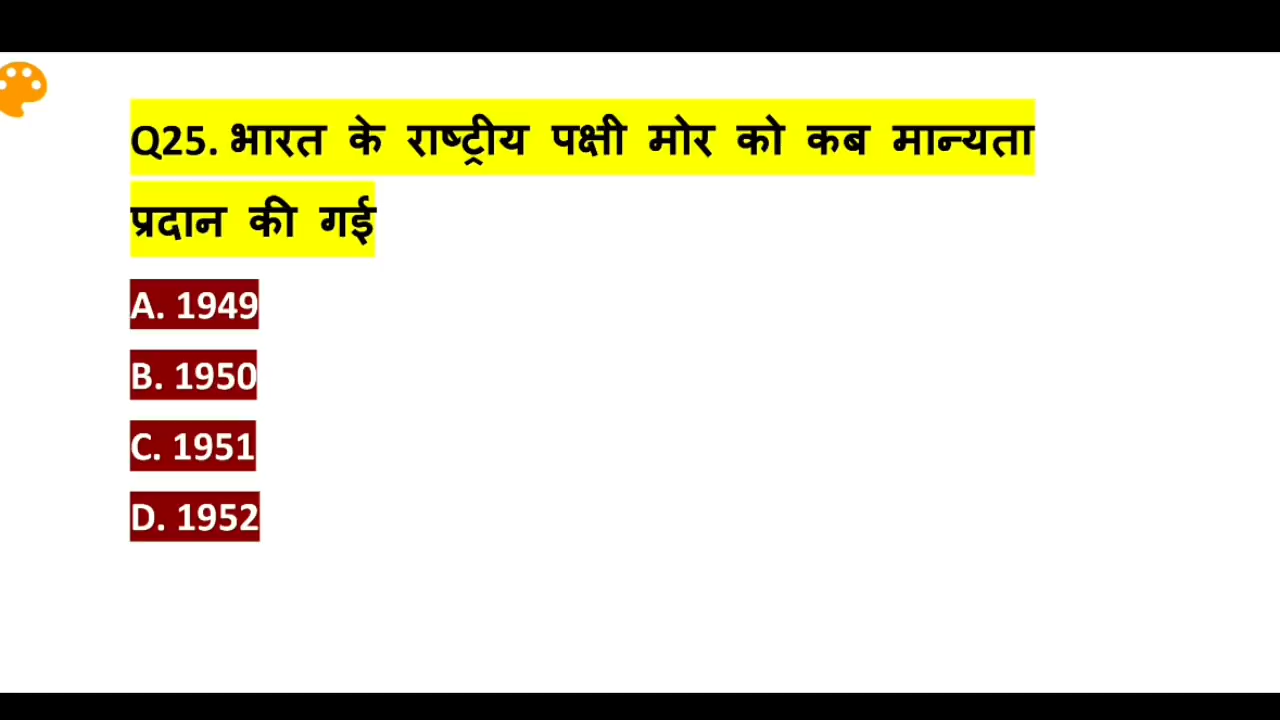 Q25. भारत के राष्ट्रीय पक्षी मोर को कब मान्यता
प्रदान की गई
A. 1949
B. 1950
C. 1951
D. 1952